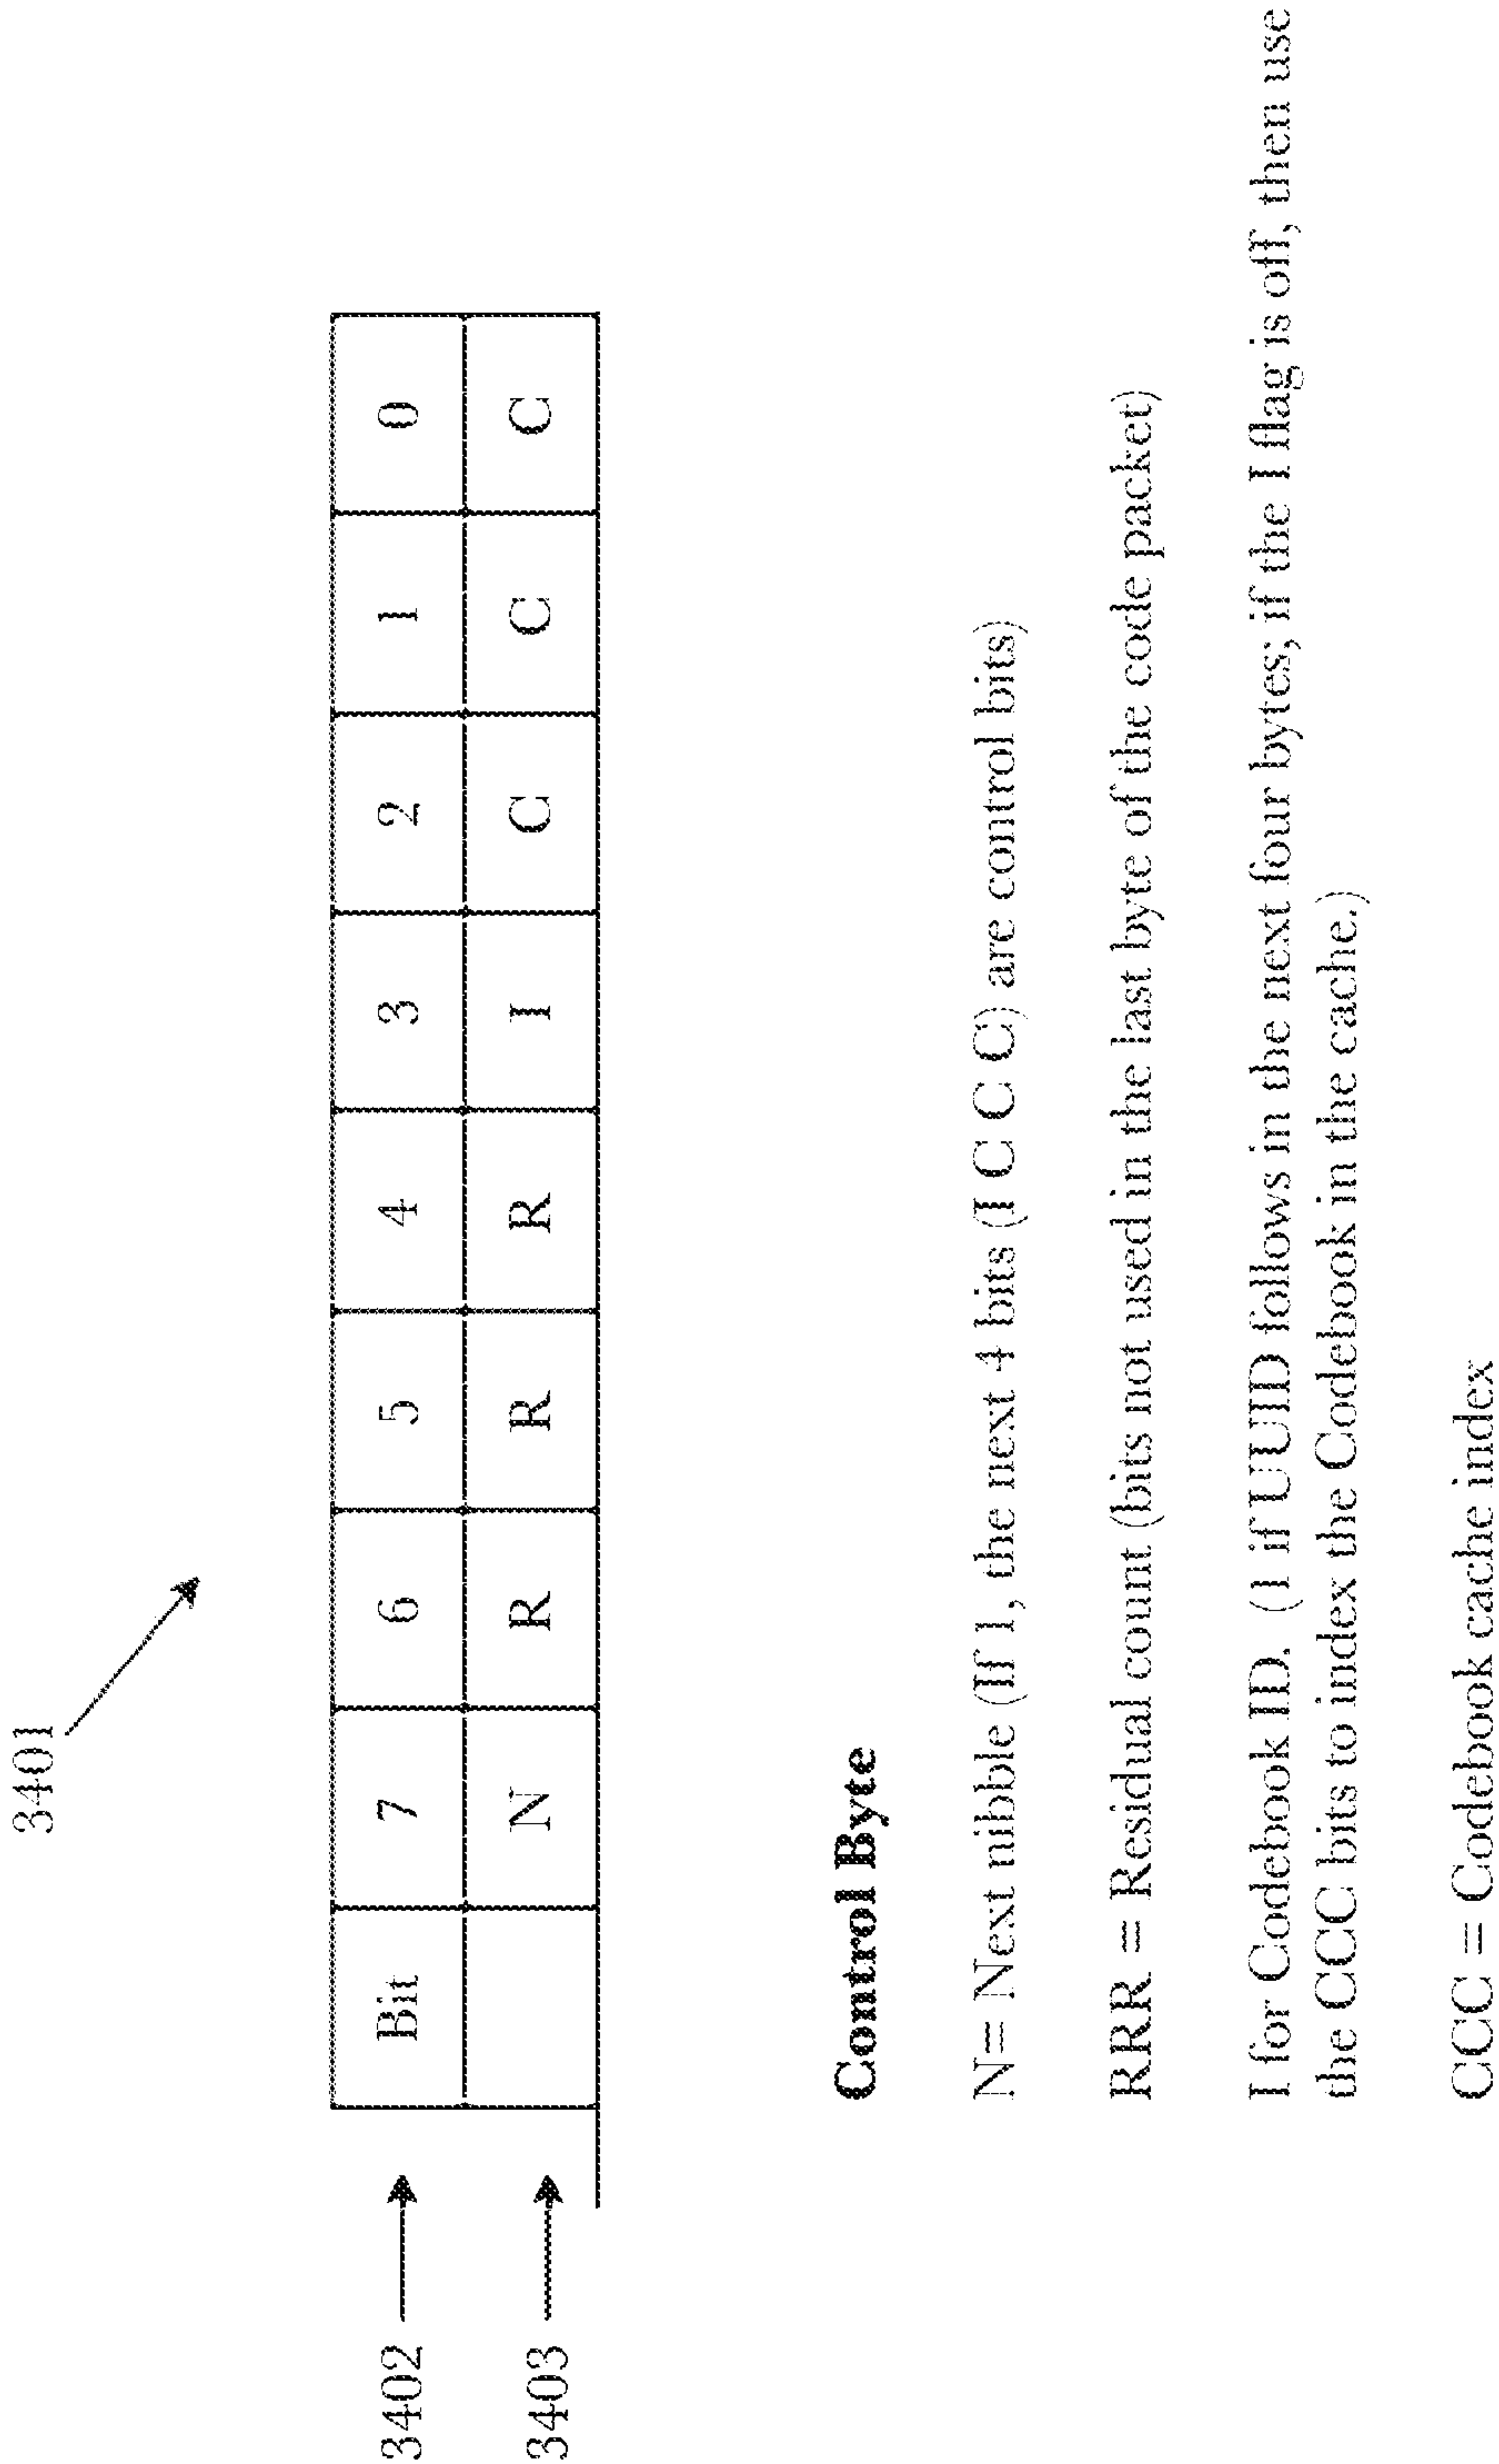 3401
3402
Bit 7 6 5 4 3 2 1 0
3403
N R R R I C C C
Control Byte
N= Next nibble (If 1, the next 4 bits (I C C C) are control bits)
RRR = Residual count (bits not used in the last byte of the code packet)
I for Codebook ID. (1 if UUID follows in the next four bytes; if the I flag is off, then use
the CCC bits to index the Codebook in the cache.)
CCC = Codebook cache index